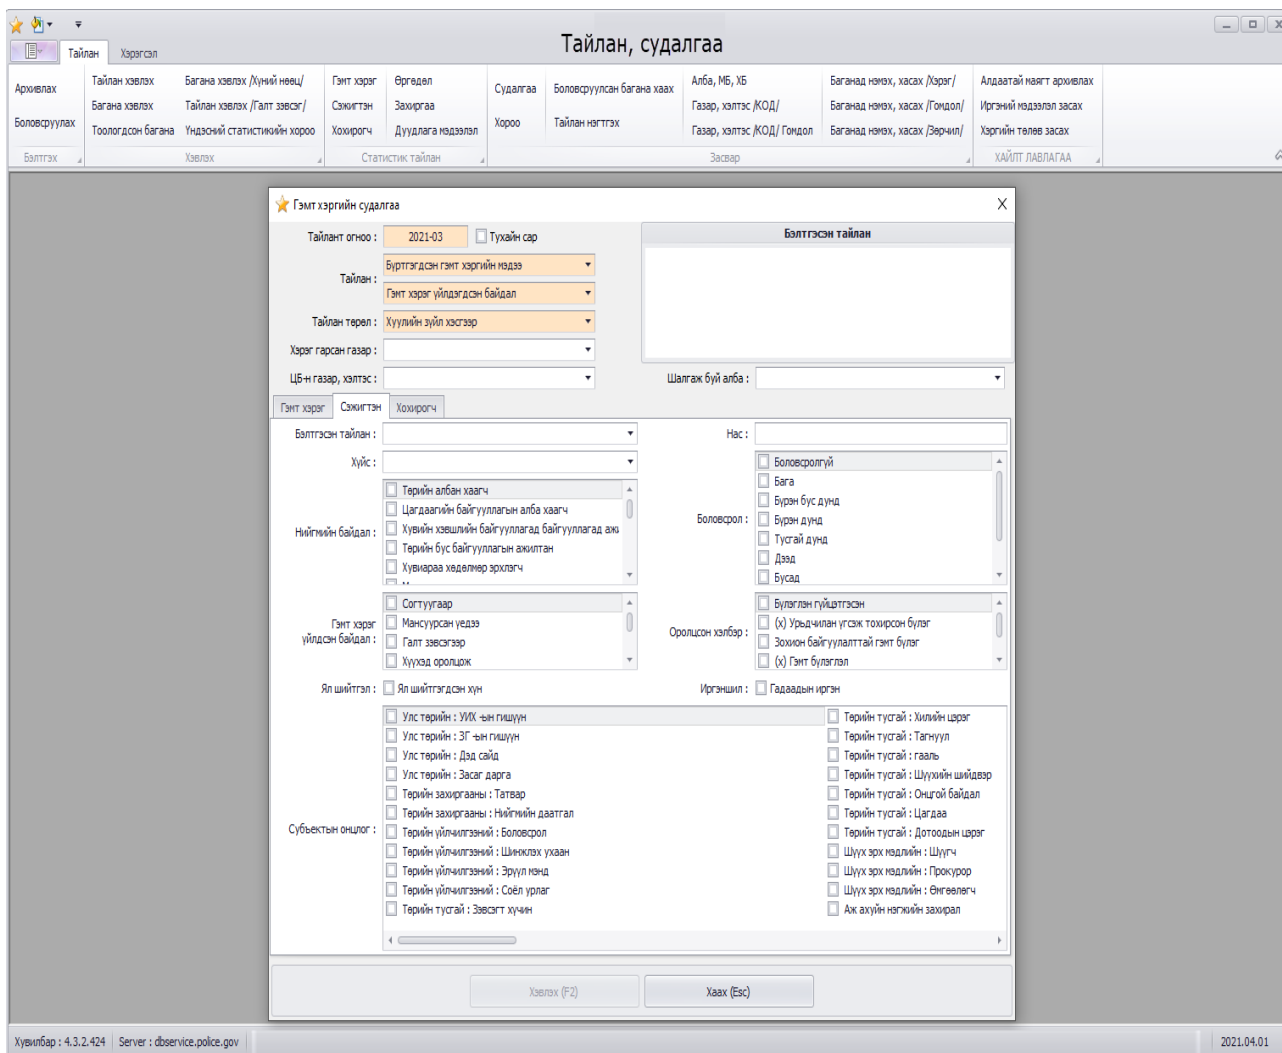 Тайлан, судалгаа
Тайлан Хэрэгсэл
Архивлах
Боловсруулах
Бэлтгэх
Тайлан хэвлэх Багана хэвлэх /Хүний нөөц/
Багана хэвлэх Тайлан хэвлэх /Галт зэвсэг/
Тоологдсон багана Үндэсний статистикийн хороо
Хэвлэх
Гэмт хэрэг Өргөдөл
Сэжигтэн Захиргаа
Хохирогч Дуудлага мэдээлэл
Статистик тайлан
Судалгаа Боловсруулсан багана хаах
Хороо Тайлан нэгтгэх
Алба, МБ, ХБ Баганад нэмэх, хасах /Хэрэг/
Газар, хэлтэс /КОД/ Баганад нэмэх, хасах /Гомдол/
Газар, хэлтэс /КОД/ Гомдол Баганад нэмэх, хасах /Зөрчил/
Засвар
Алдаатай маягт архивлах
Иргэний мэдээлэл засах
Хэргийн төлөв засах
ХАЙЛТ ЛАВЛАГАА
Гэмт хэргийн судалгаа X
Тайлант огноо : 2021-03 Тухайн сар
Бэлтгэсэн тайлан
Тайлан : Бүртгэгдсэн гэмт хэргийн мэдээ
Гэмт хэрэг үйлдэгдсэн байдал
Тайлан төрөл : Хуулийн зүйл хэсгээр
Хэрэг гарсан газар :
ЦБ-н газар, хэлтэс : Шалгаж буй алба :
Гэмт хэрэг Сэжигтэн Хохирогч
Бэлтгэсэн тайлан : Нас :
Хүйс :
Нийгмийн байдал :
Төрийн албан хаагч
Цагдаагийн байгууллагын алба хаагч
Хувийн хэвшлийн байгууллагад байгууллагад ажи
Төрийн бус байгууллагын ажилтан
Хувиараа хөдөлмөр эрхлэгч
Боловсрол :
Боловсролгүй
Бага
Бүрэн бус дунд
Бүрэн дунд
Тусгай дунд
Дээд
Бусад
Гэмт хэрэг
үйлдсэн байдал :
Согтуугаар
Мансуурсан үедээ
Галт зэвсэгээр
Хүүхэд оролцож
Оролцсон хэлбэр :
Бүлэглэн гүйцэтгэсэн
(х) Урьдчилан үгсэж тохирсон бүлэг
Зохион байгуулалттай гэмт бүлэг
(х) Гэмт бүлэглэл
Ял шийтгэл : Ял шийтгэгдсэн хүн Иргэншил : Гадаадын иргэн
Субъектын онцлог :
Улс төрийн : УИХ -ын гишүүн
Улс төрийн : ЗГ -ын гишүүн
Улс төрийн : Дэд сайд
Улс төрийн : Засаг дарга
Төрийн захиргааны : Татвар
Төрийн захиргааны : Нийгмийн даатгал
Төрийн үйлчилгээний : Боловсрол
Төрийн үйлчилгээний : Шинжлэх ухаан
Төрийн үйлчилгээний : Эрүүл мэнд
Төрийн үйлчилгээний : Соёл урлаг
Төрийн тусгай : Зэвсэгт хүчин
Төрийн тусгай : Хилийн цэрэг
Төрийн тусгай : Тагнуул
Төрийн тусгай : гааль
Төрийн тусгай : Шүүхийн шийдвэр
Төрийн тусгай : Онцгой байдал
Төрийн тусгай : Цагдаа
Төрийн тусгай : Дотоодын цэрэг
Шүүх эрх мэдлийн : Шүүгч
Шүүх эрх мэдлийн : Прокурор
Шүүх эрх мэдлийн : Өмгөөлөгч
Аж ахуйн нэгжийн захирал
Хэвлэх (F2) Хаах (Esc)
Хувилбар : 4.3.2.424 Server : dbservice.police.gov 2021.04.01